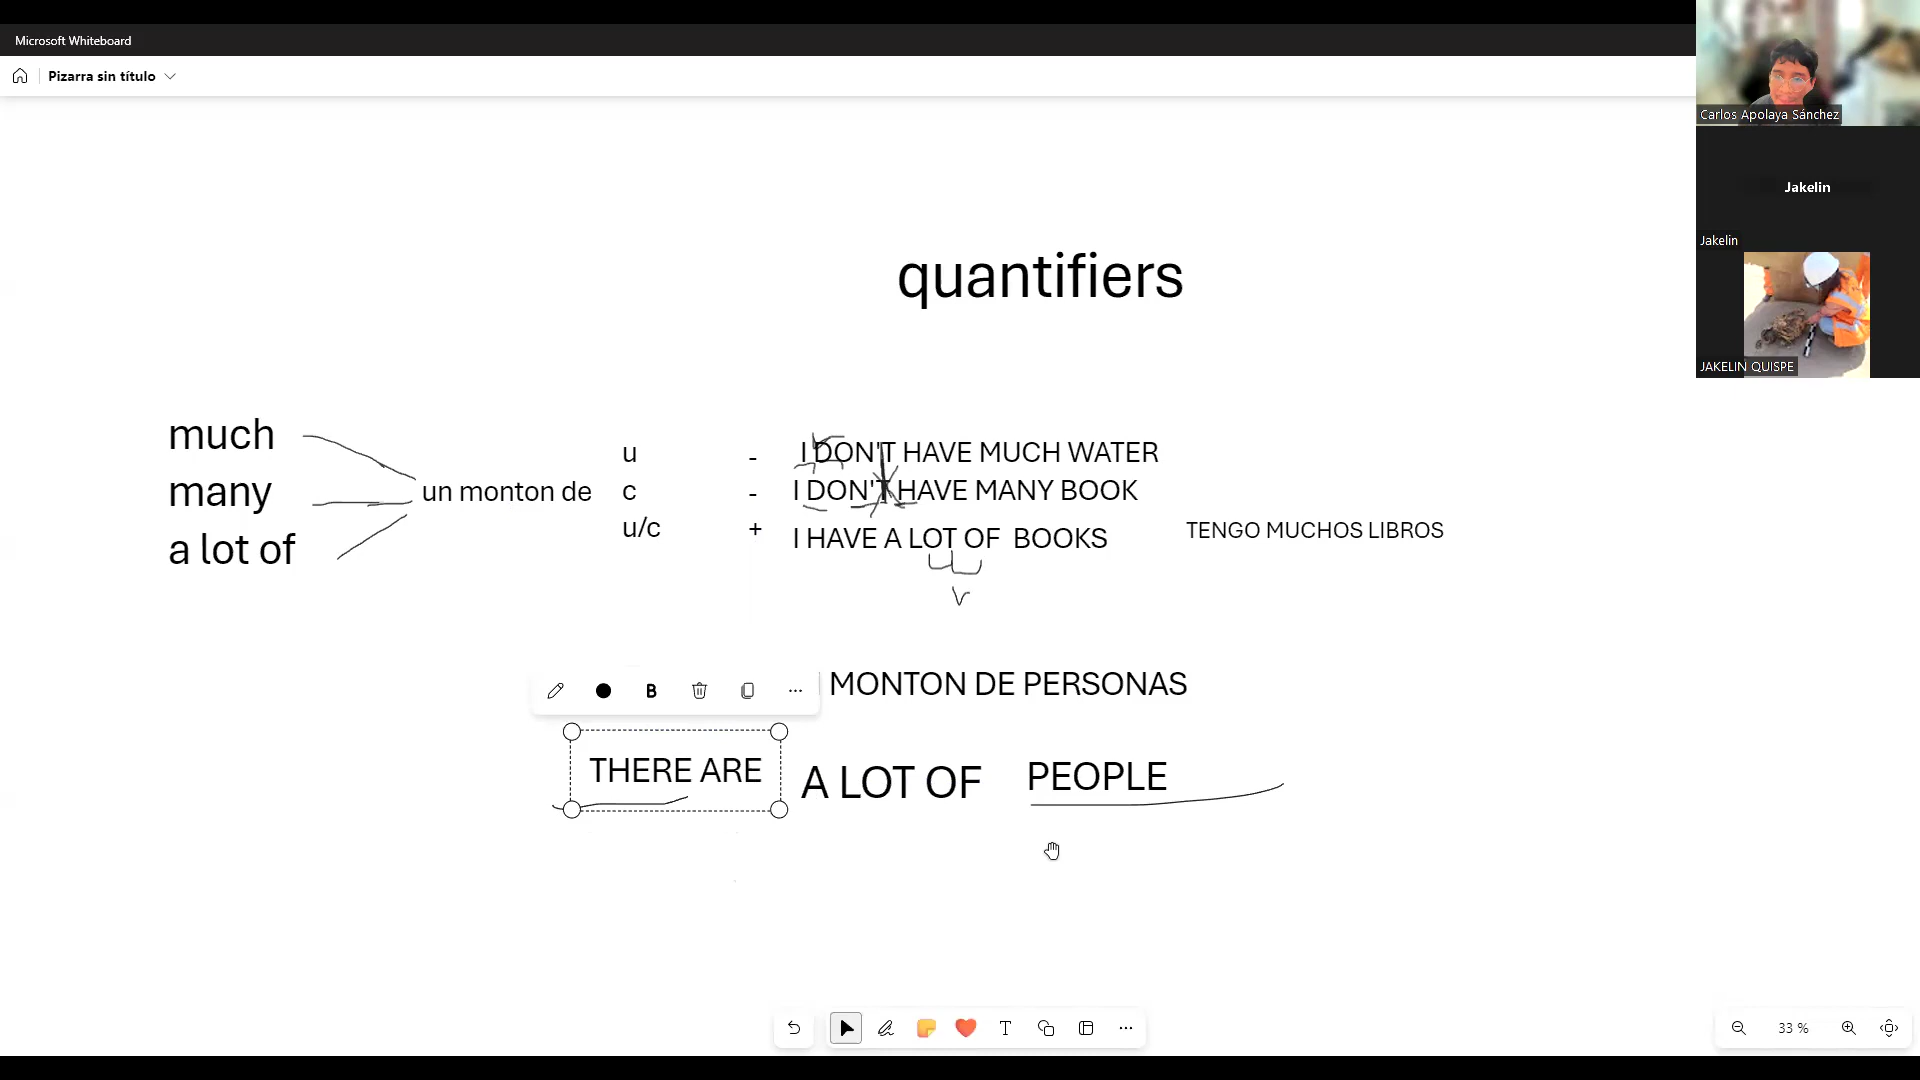 Microsoft Whiteboard
Pizarra sin título
Carlos Apolaya Sánchez
Jakelin
Jakelin
JAKELIN QUISPE
quantifiers
much
many
a lot of
un monton de
u - I DON'T HAVE MUCH WATER
c - I DON'T HAVE MANY BOOK
u/c + I HAVE A LOT OF BOOKS
TENGO MUCHOS LIBROS
MONTON DE PERSONAS
B
THERE ARE A LOT OF PEOPLE
33 %